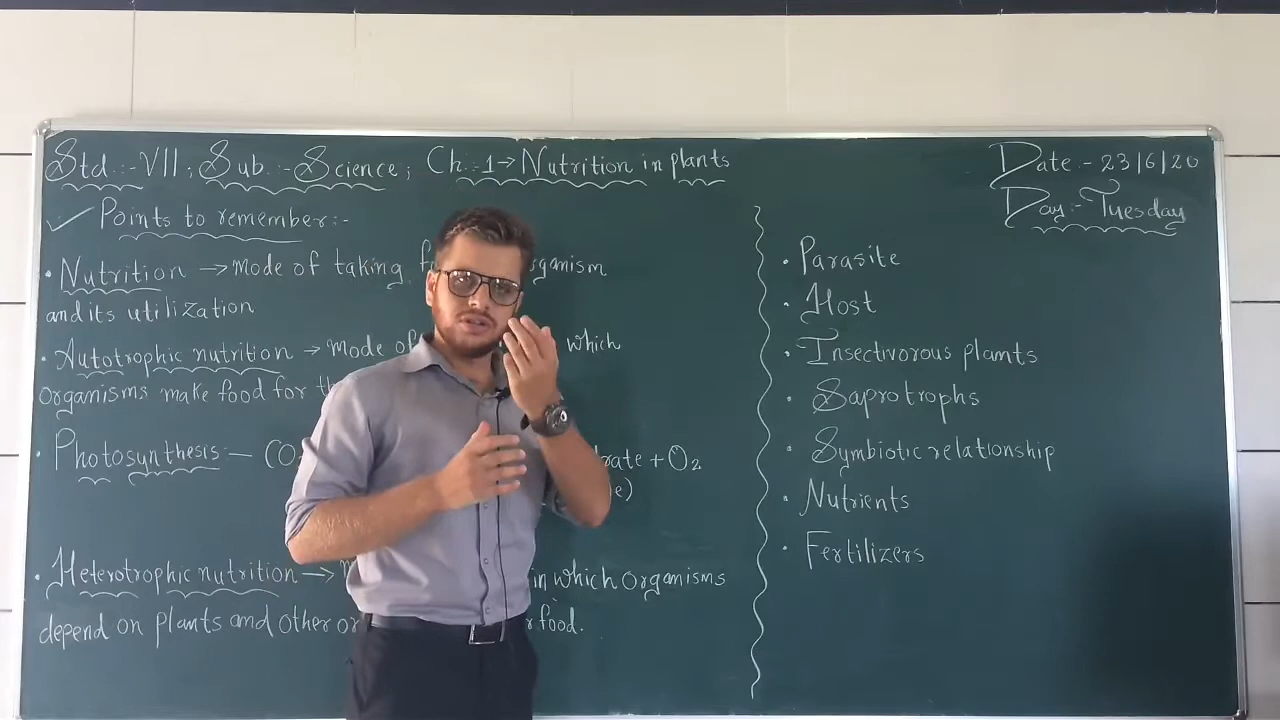 Std.:-VII ; Sub.:-Science ; Ch.:1→ Nutrition in plants
Date:- 23/6/20
Day:- Tuesday
✓ Points to remember:-
• Nutrition → Mode of taking
and its utilization
• Autotrophic nutrition → mode of which
organisms make food for
• Photosynthesis:— + O₂
• Heterotrophic nutrition → in which Organisms
depend on plants and other food.
• Parasite
• Host
• Insectivorous plants
• Saprotrophs
• Symbiotic relationship
• Nutrients
• Fertilizers